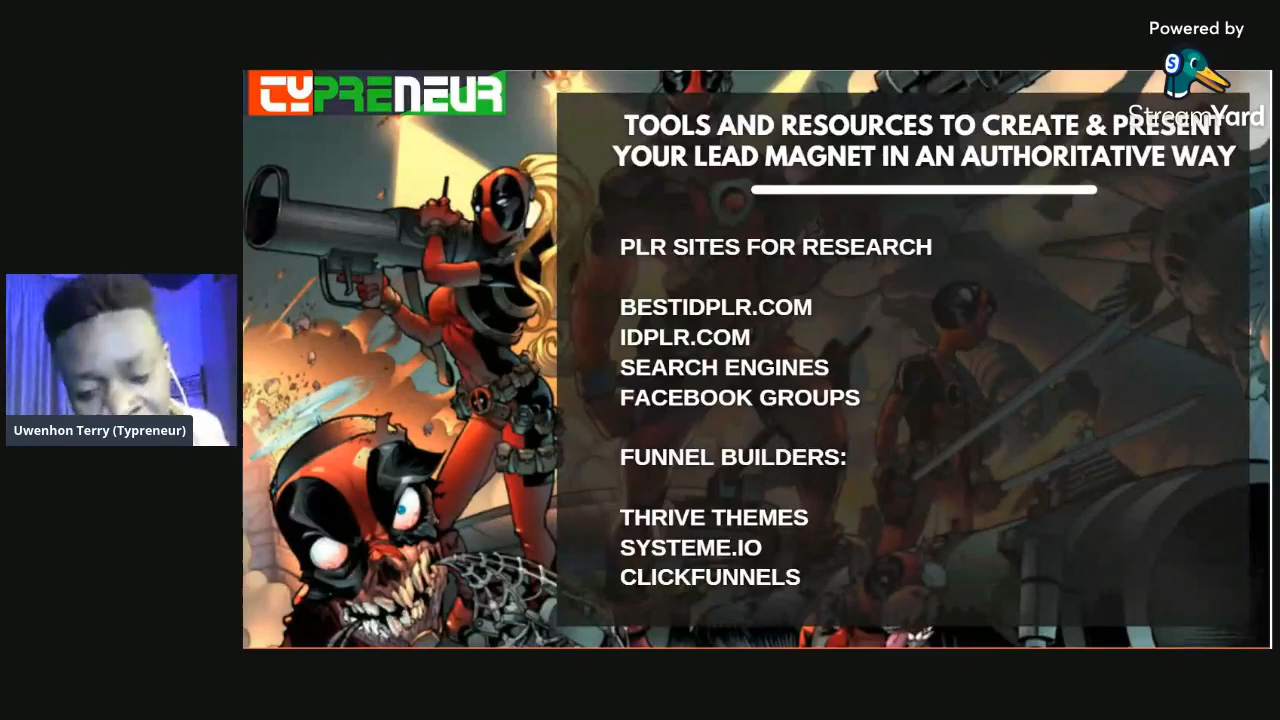 Powered by
StreamYard
TYPRENEUR
TOOLS AND RESOURCES TO CREATE & PRESENT
YOUR LEAD MAGNET IN AN AUTHORITATIVE WAY
PLR SITES FOR RESEARCH
BESTIDPLR.COM
IDPLR.COM
SEARCH ENGINES
FACEBOOK GROUPS
FUNNEL BUILDERS:
THRIVE THEMES
SYSTEME.IO
CLICKFUNNELS
Uwenhon Terry (Typreneur)